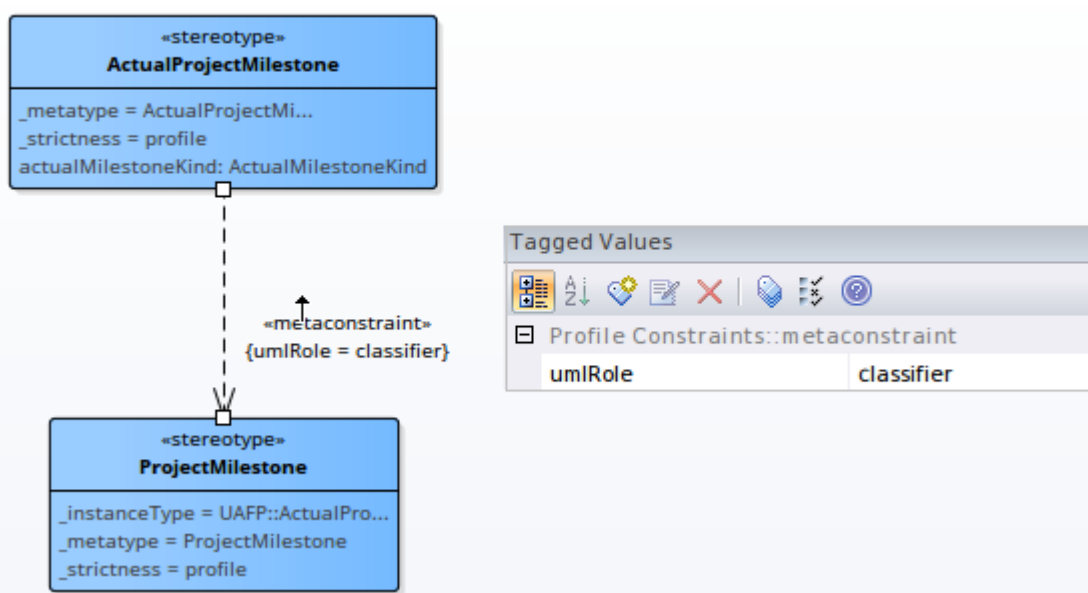 «stereotype»
ActualProjectMilestone
_metatype = ActualProjectMi...
_strictness = profile
actualMilestoneKind: ActualMilestoneKind
«metaconstraint»
{umlRole = classifier}
«stereotype»
ProjectMilestone
_instanceType = UAFP::ActualPro...
_metatype = ProjectMilestone
_strictness = profile
Tagged Values
Profile Constraints::metaconstraint
umlRole classifier